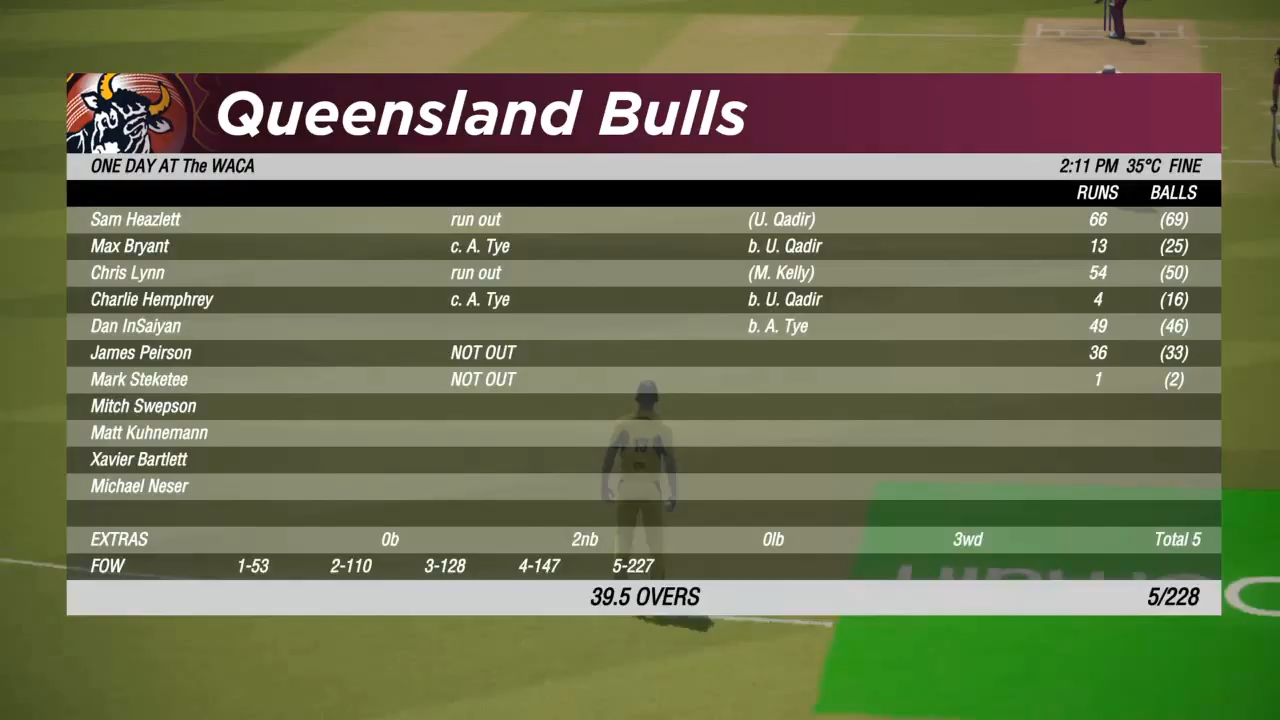 Queensland Bulls
ONE DAY AT The WACA 2:11 PM 35°C FINE
RUNS BALLS
Sam Heazlett run out (U. Qadir) 66 (69)
Max Bryant c. A. Tye b. U. Qadir 13 (25)
Chris Lynn run out (M. Kelly) 54 (50)
Charlie Hemphrey c. A. Tye b. U. Qadir 4 (16)
Dan InSaiyan b. A. Tye 49 (46)
James Peirson NOT OUT 36 (33)
Mark Steketee NOT OUT 1 (2)
Mitch Swepson
Matt Kuhnemann
Xavier Bartlett
Michael Neser
EXTRAS 0b 2nb 0lb 3wd Total 5
FOW 1-53 2-110 3-128 4-147 5-227
39.5 OVERS 5/228
13